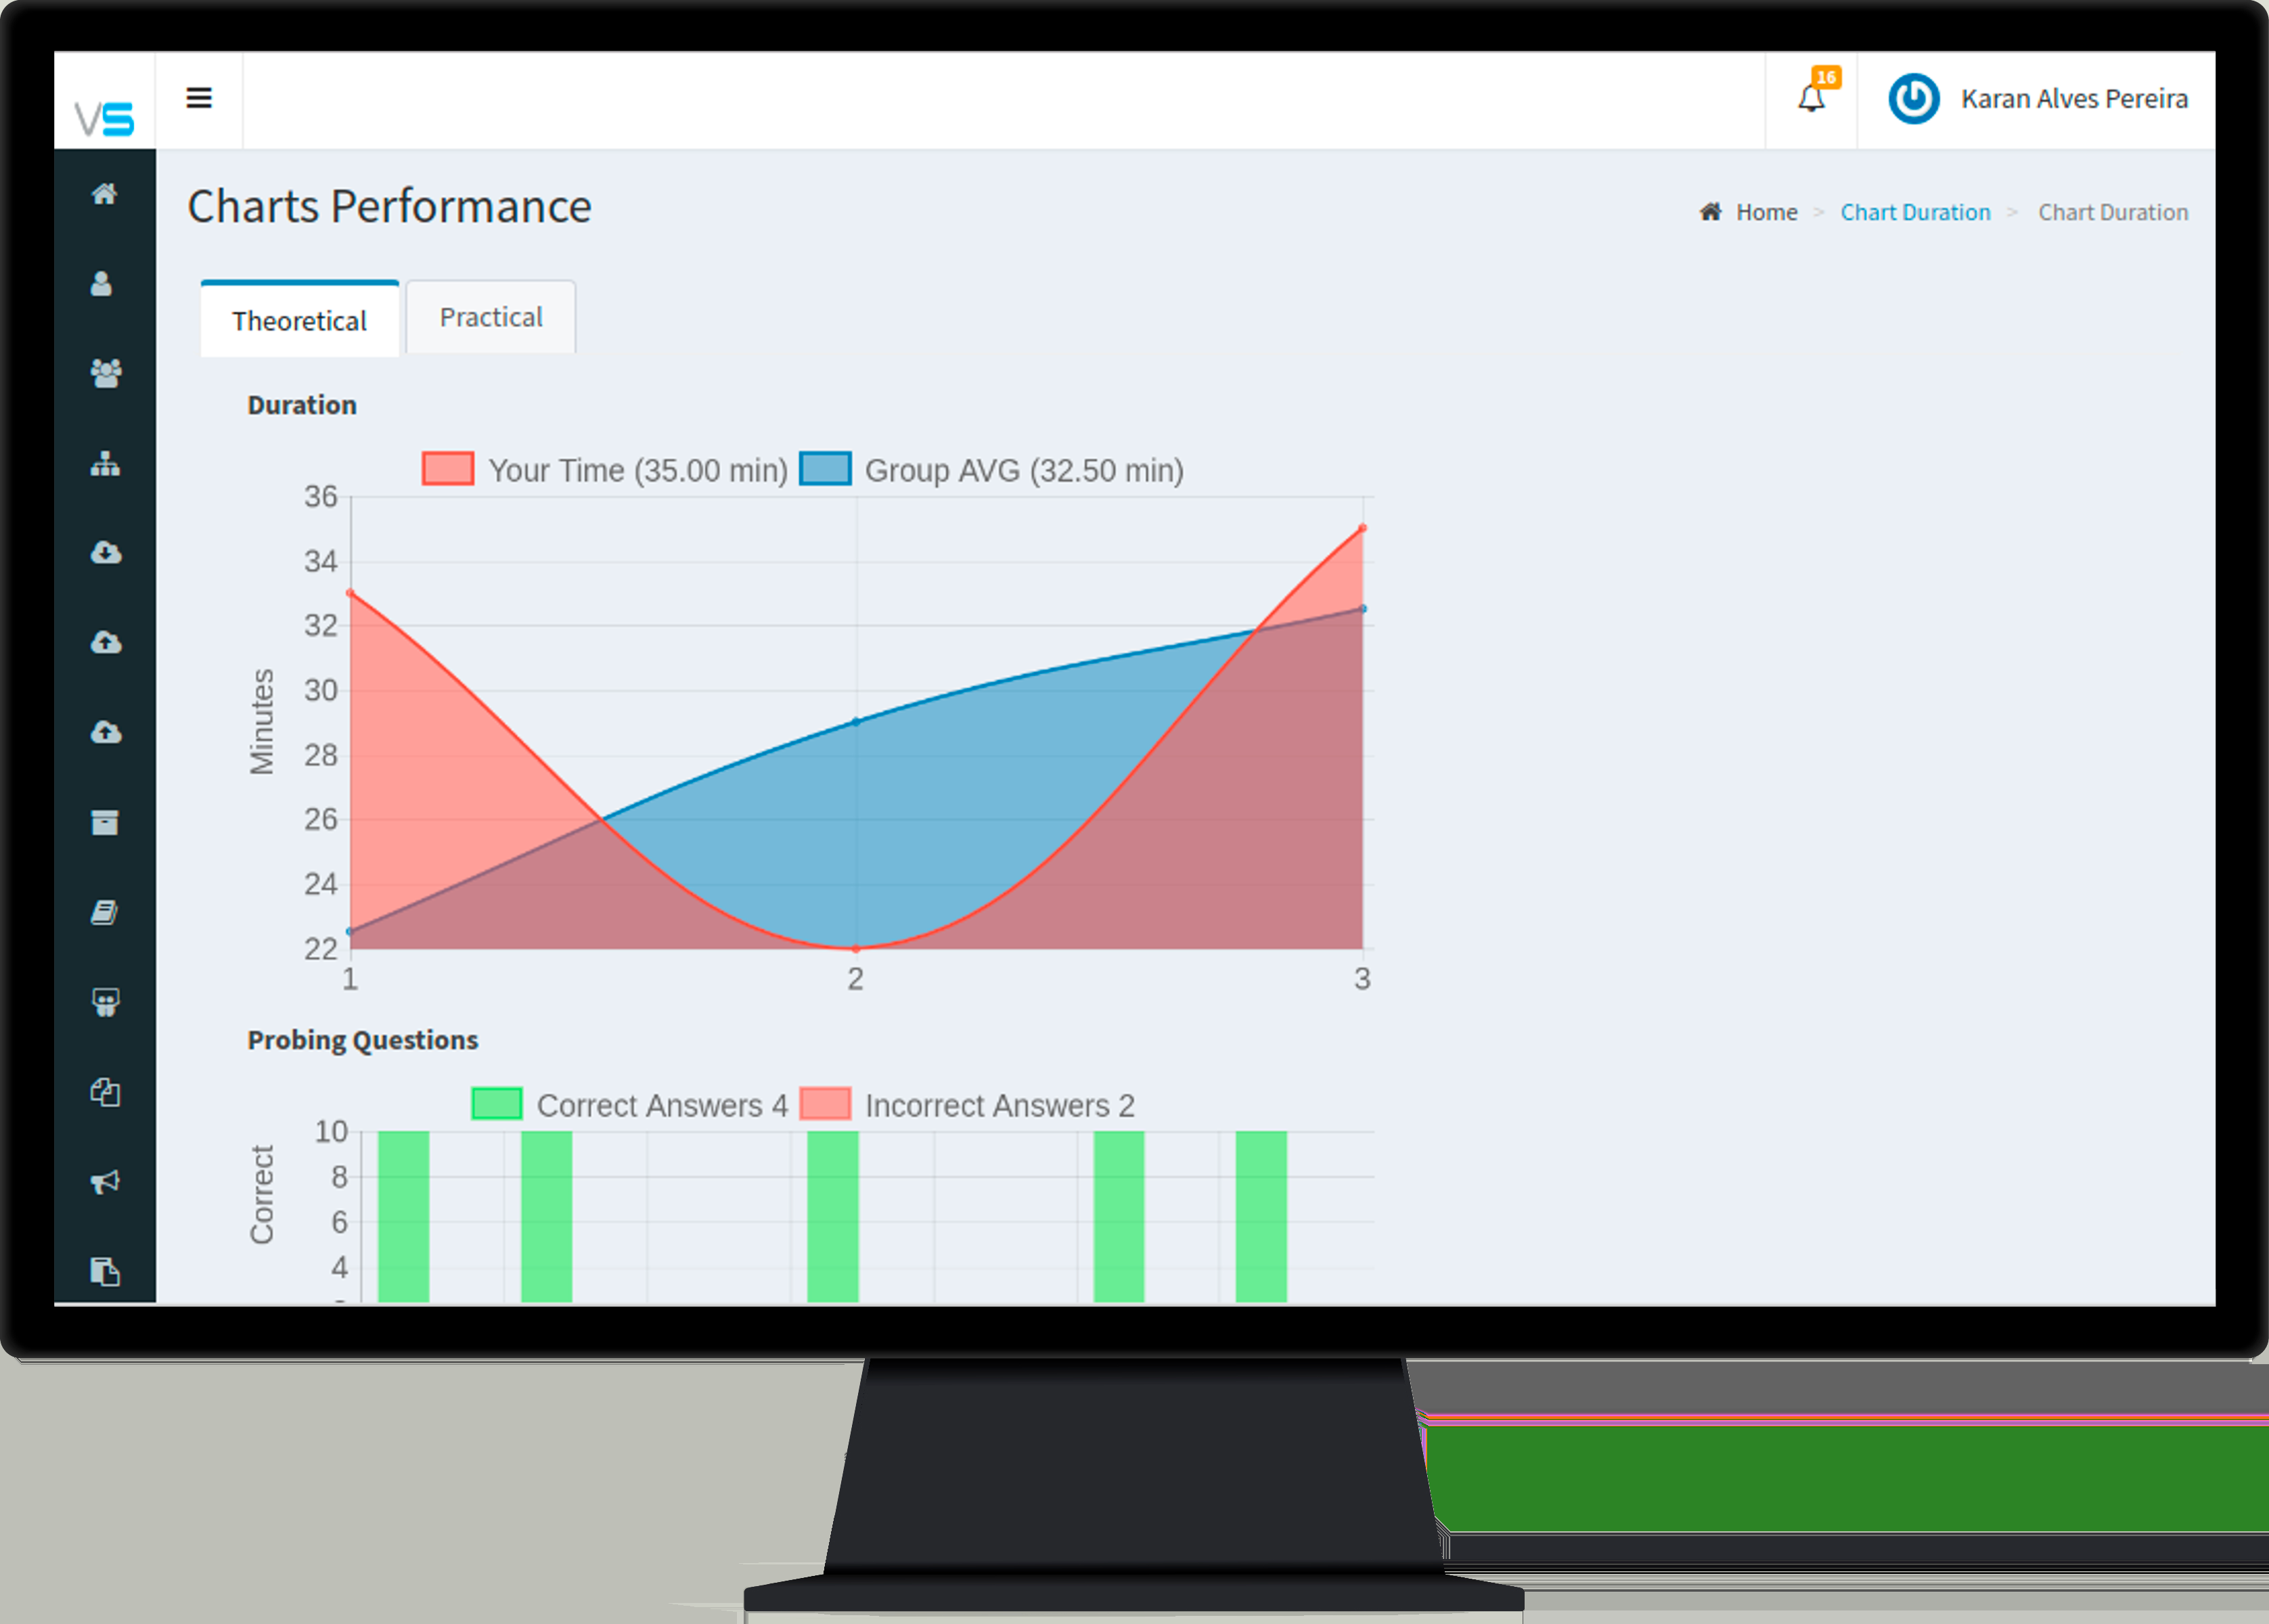 VS
16
Karan Alves Pereira
Charts Performance
Home > Chart Duration > Chart Duration
Theoretical
Practical
Duration
Your Time (35.00 min)
Group AVG (32.50 min)
36
34
32
30
28
26
24
22
Minutes
1 2 3
Probing Questions
Correct Answers 4
Incorrect Answers 2
10
8
6
4
Correct